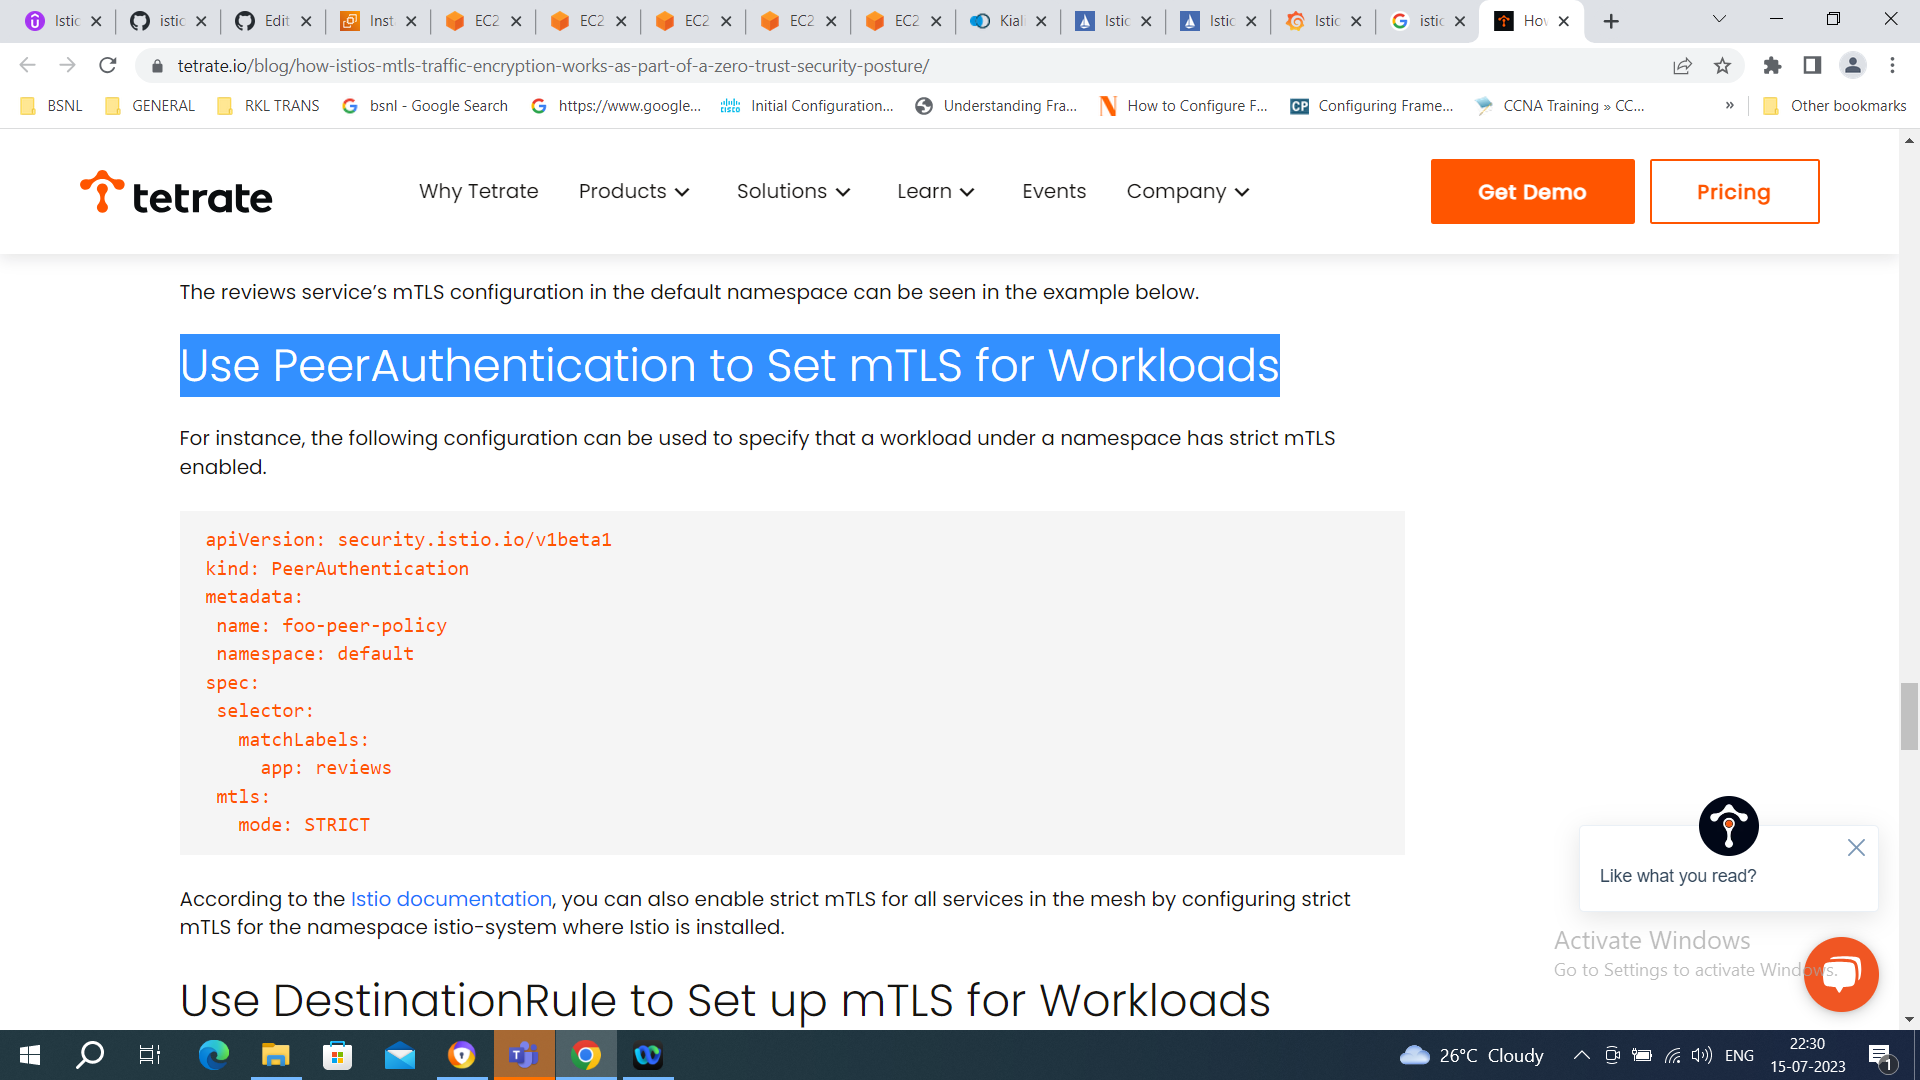 Istic
istic
Edit
Inst
EC2
EC2
EC2
EC2
EC2
Kiali
Istic
Istic
Istic
istic
How
tetrate.io/blog/how-istios-mtls-traffic-encryption-works-as-part-of-a-zero-trust-security-posture/
BSNL
GENERAL
RKL TRANS
bsnl - Google Search
https://www.google...
Initial Configuration...
Understanding Fra...
How to Configure F...
Configuring Frame...
CCNA Training » CC...
»
Other bookmarks
tetrate
Why Tetrate
Products
Solutions
Learn
Events
Company
Get Demo
Pricing
The reviews service’s mTLS configuration in the default namespace can be seen in the example below.
Use PeerAuthentication to Set mTLS for Workloads
For instance, the following configuration can be used to specify that a workload under a namespace has strict mTLS
enabled.
apiVersion: security.istio.io/v1beta1
kind: PeerAuthentication
metadata:
name: foo-peer-policy
namespace: default
spec:
selector:
matchLabels:
app: reviews
mtls:
mode: STRICT
Like what you read?
According to the Istio documentation, you can also enable strict mTLS for all services in the mesh by configuring strict
mTLS for the namespace istio-system where Istio is installed.
Activate Windows
Go to Settings to activate Windows.
Use DestinationRule to Set up mTLS for Workloads
26°C Cloudy
ENG
22:30
15-07-2023
1